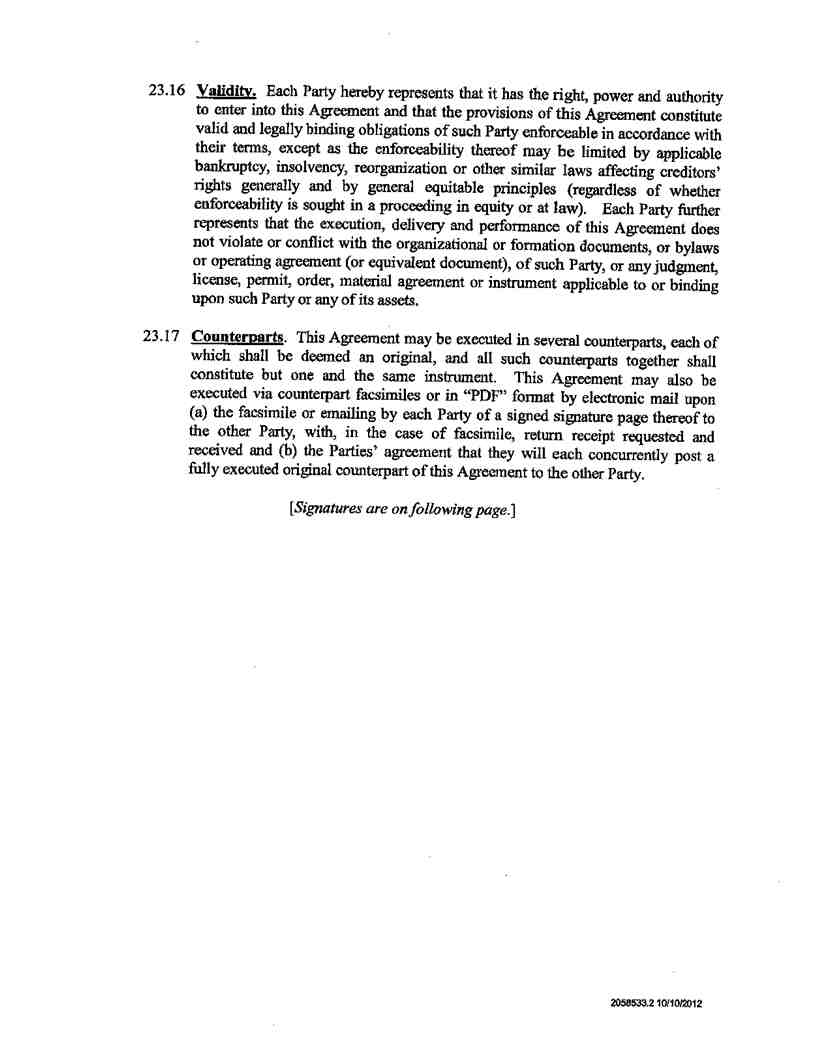 23.16 Validity. Each Party hereby represents that it has the right, power and authority
to enter into this Agreement and that the provisions of this Agreement constitute
valid and legally binding obligations of such Party enforceable in accordance with
their terms, except as the enforceability thereof may be limited by applicable
bankruptcy, insolvency, reorganization or other similar laws affecting creditors’
rights generally and by general equitable principles (regardless of whether
enforceability is sought in a proceeding in equity or at law). Each Party further
represents that the execution, delivery and performance of this Agreement does
not violate or conflict with the organizational or formation documents, or bylaws
or operating agreement (or equivalent document), of such Party, or any judgment,
license, permit, order, material agreement or instrument applicable to or binding
upon such Party or any of its assets.
23.17 Counterparts. This Agreement may be executed in several counterparts, each of
which shall be deemed an original, and all such counterparts together shall
constitute but one and the same instrument. This Agreement may also be
executed via counterpart facsimiles or in “PDF” format by electronic mail upon
(a) the facsimile or emailing by each Party of a signed signature page thereof to
the other Party, with, in the case of facsimile, return receipt requested and
received and (b) the Parties’ agreement that they will each concurrently post a
fully executed original counterpart of this Agreement to the other Party.
[Signatures are on following page.]
2058533.2 10/10/2012